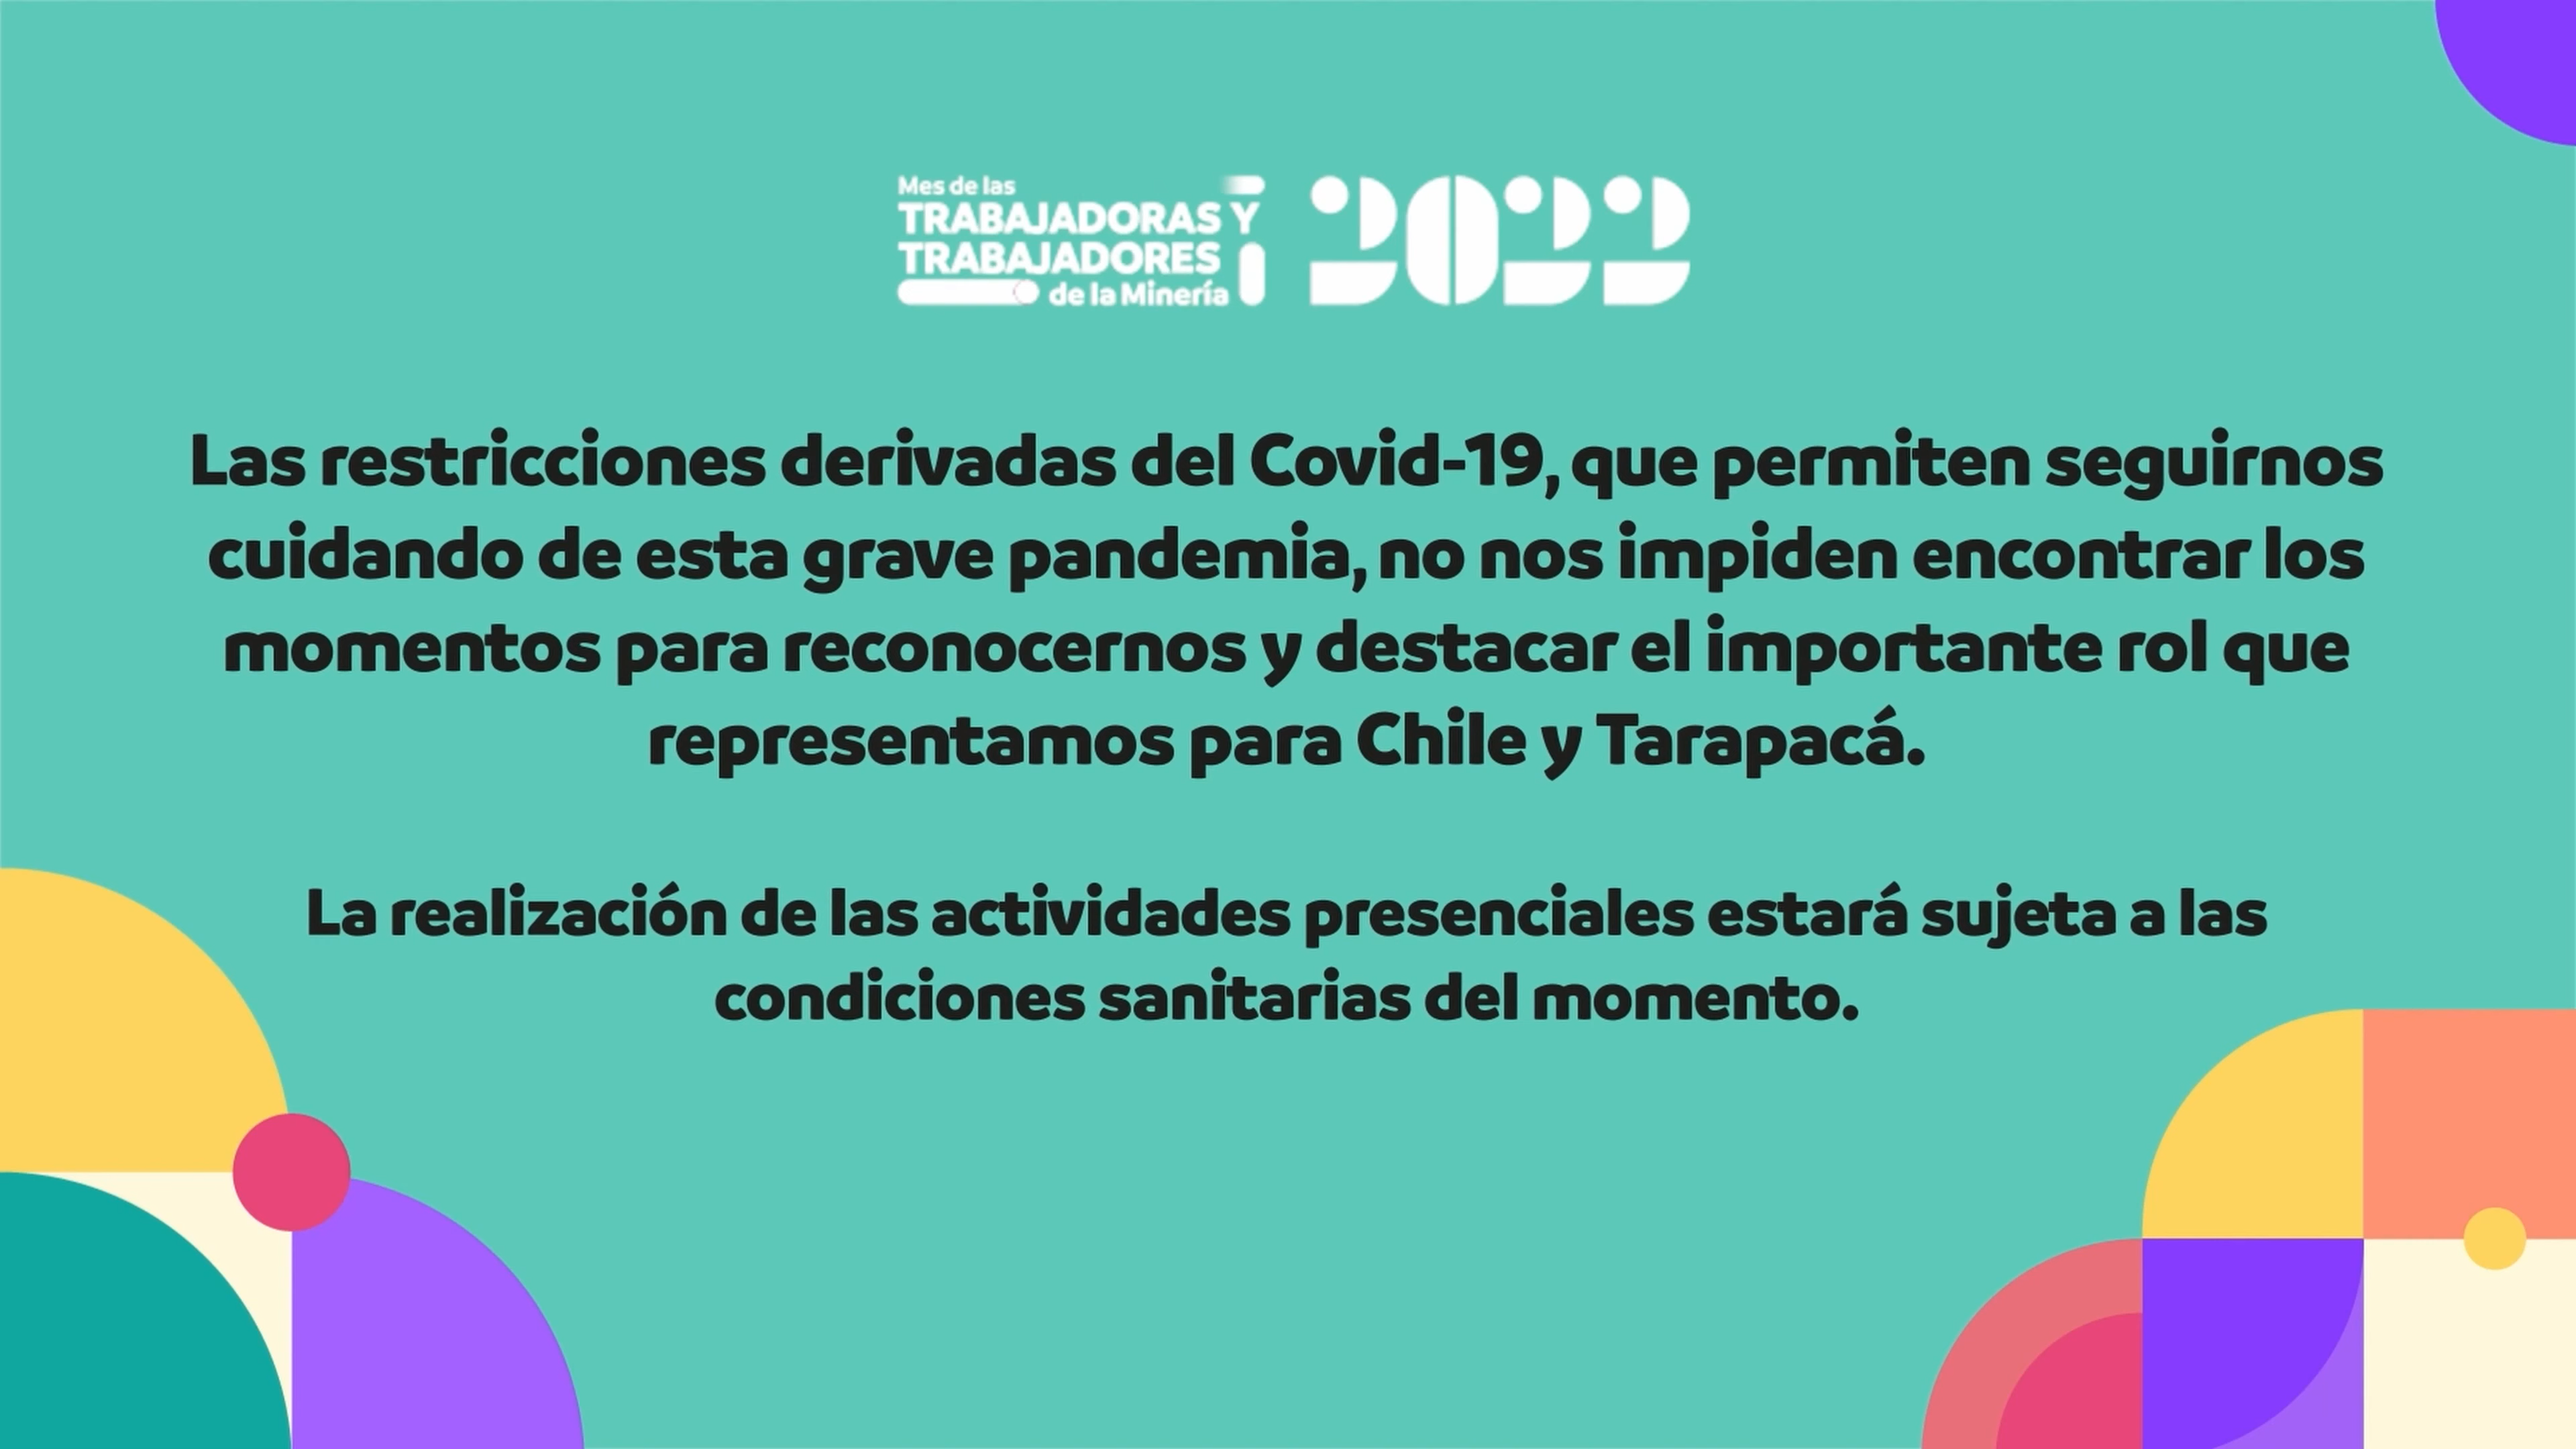 Mes de las
TRABAJADORAS Y
TRABAJADORES
de la Minería
2022
Las restricciones derivadas del Covid-19, que permiten seguirnos
cuidando de esta grave pandemia, no nos impiden encontrar los
momentos para reconocernos y destacar el importante rol que
representamos para Chile y Tarapacá.
La realización de las actividades presenciales estará sujeta a las
condiciones sanitarias del momento.